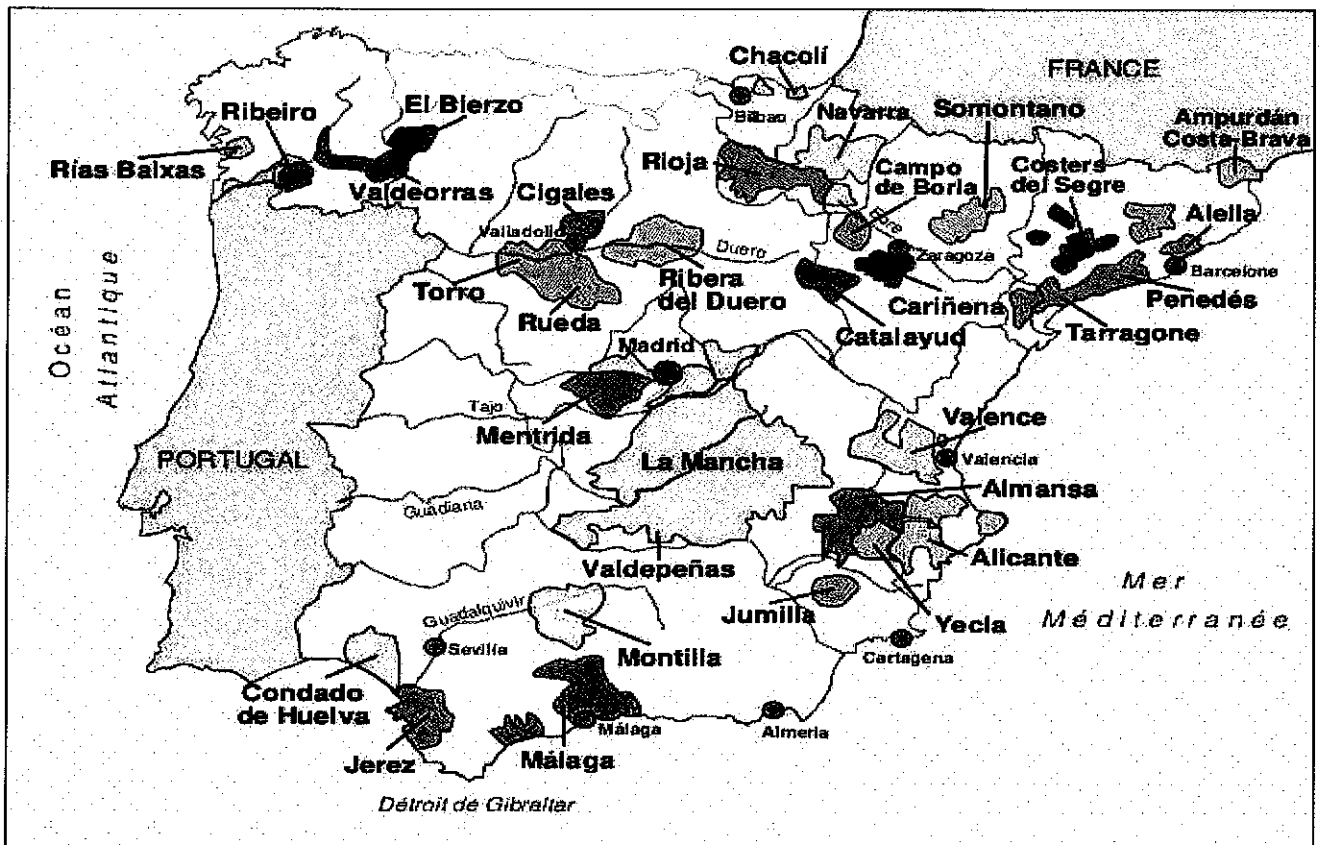 Chacolí
FRANCE
Ribeiro
El Bierzo
Bilbao
Navarra
Somontano
Ampurdán
Costa-Brava
Rías Baixas
Rioja
Campo
de Borla
Costers
del Segre
Valdeorras
Cigales
Ebre
Alella
Valladolid
Duero
Zaragoza
Barcelone
Torro
Ribera
del Duero
Cariñena
Penedés
Rueda
Catalayud
Tarragone
Océan
Atlantique
Madrid
Tajo
Mentrida
Valence
PORTUGAL
La Mancha
Valencia
Guadiana
Almansa
Valdepeñas
Alicante
Mer
Méditerranée
Guadalquivir
Jumilla
Yecla
Sevilla
Montilla
Cartagena
Condado
de Huelva
Málaga
Almeria
Jerez
Málaga
Détroit de Gibraltar